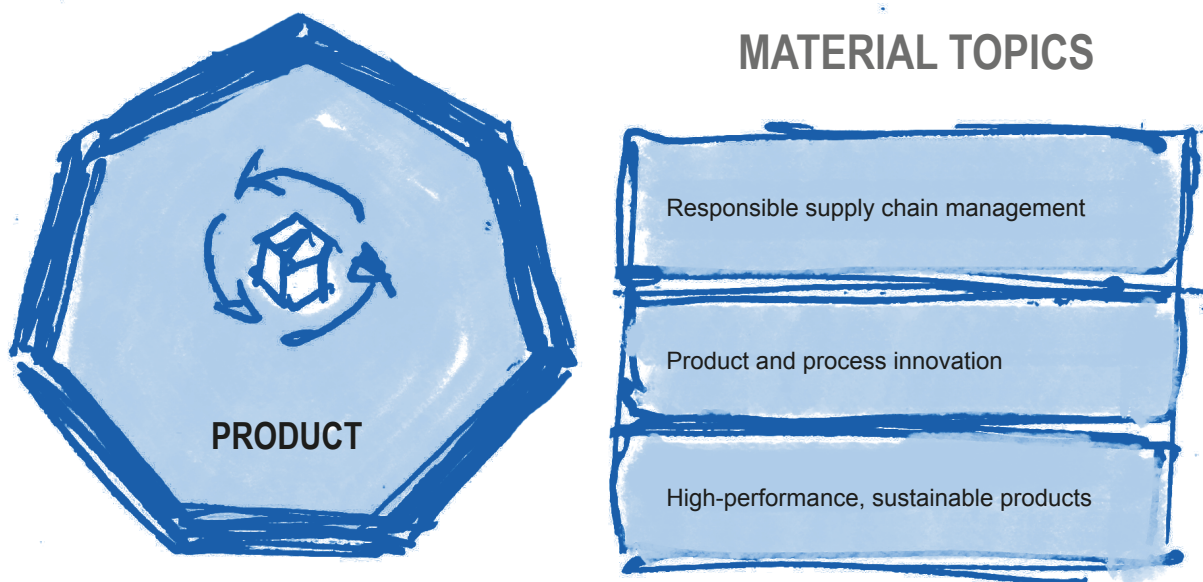 MATERIAL TOPICS
Responsible supply chain management
Product and process innovation
PRODUCT
High-performance, sustainable products